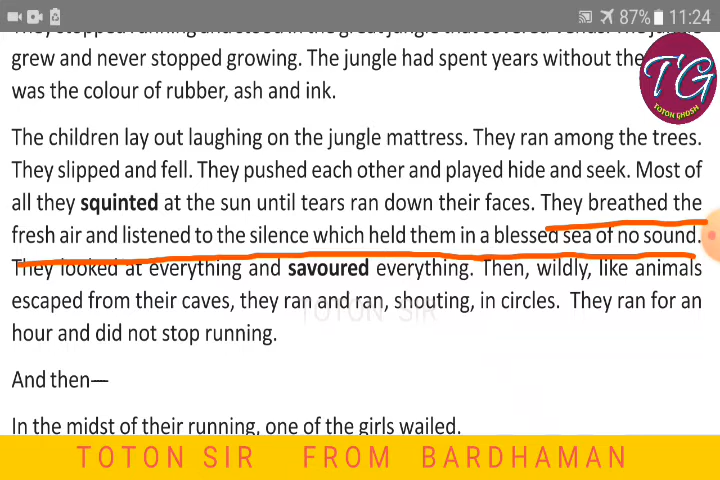 87% 11:24
grew and never stopped growing. The jungle had spent years without the
was the colour of rubber, ash and ink.
TG
TOTON GHOSH
The children lay out laughing on the jungle mattress. They ran among the trees.
They slipped and fell. They pushed each other and played hide and seek. Most of
all they squinted at the sun until tears ran down their faces. They breathed the
fresh air and listened to the silence which held them in a blessed sea of no sound.
They looked at everything and savoured everything. Then, wildly, like animals
escaped from their caves, they ran and ran, shouting, in circles. They ran for an
TOTON SIR
hour and did not stop running.
And then—
In the midst of their running, one of the girls wailed.
TOTON SIR FROM BARDHAMAN